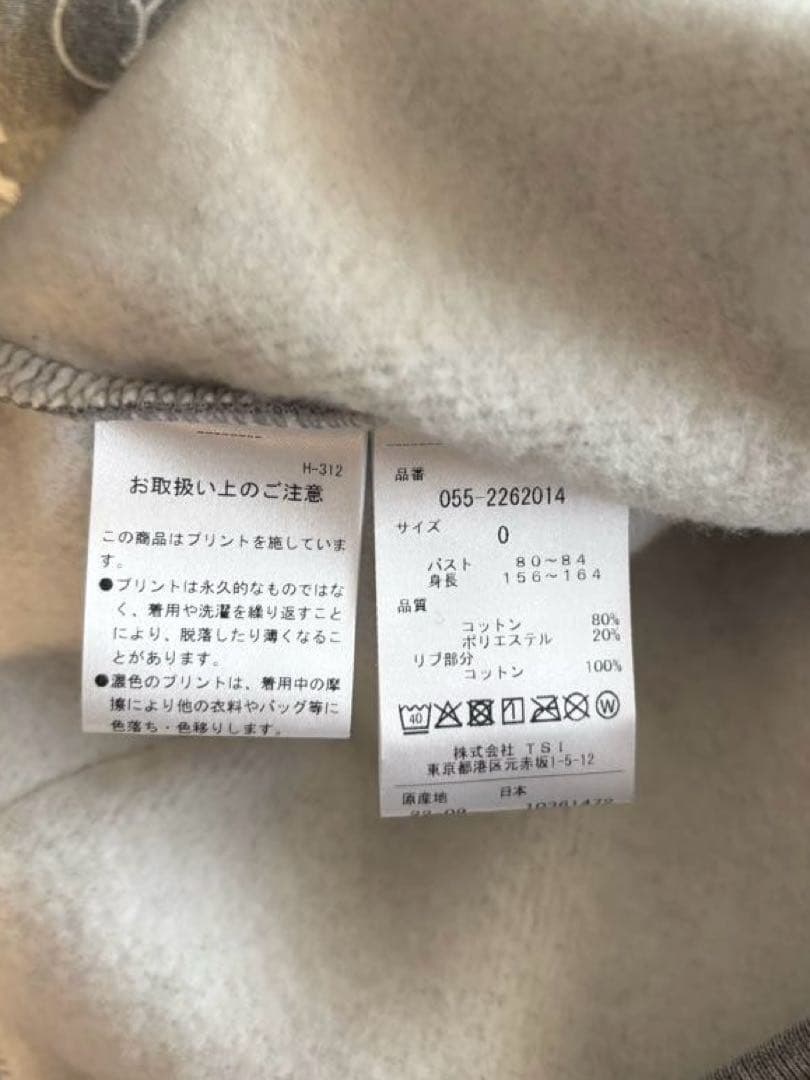 H-312
お取扱い上のご注意
この商品はプリントを施していま
す。
●プリントは永久的なものではな
く、着用や洗濯を繰り返すこと
により、脱落したり薄くなるこ
とがあります。
●濃色のプリントは、着用中の摩
擦により他の衣料やバッグ等に
色落ち・色移りします。
品番
055-2262014
サイズ
0
バスト 80〜84
身長 156〜164
品質
コットン 80%
ポリエステル 20%
リブ部分
コットン 100%
40
W
株式会社 TSI
東京都港区元赤坂1-5-12
原産地 日本